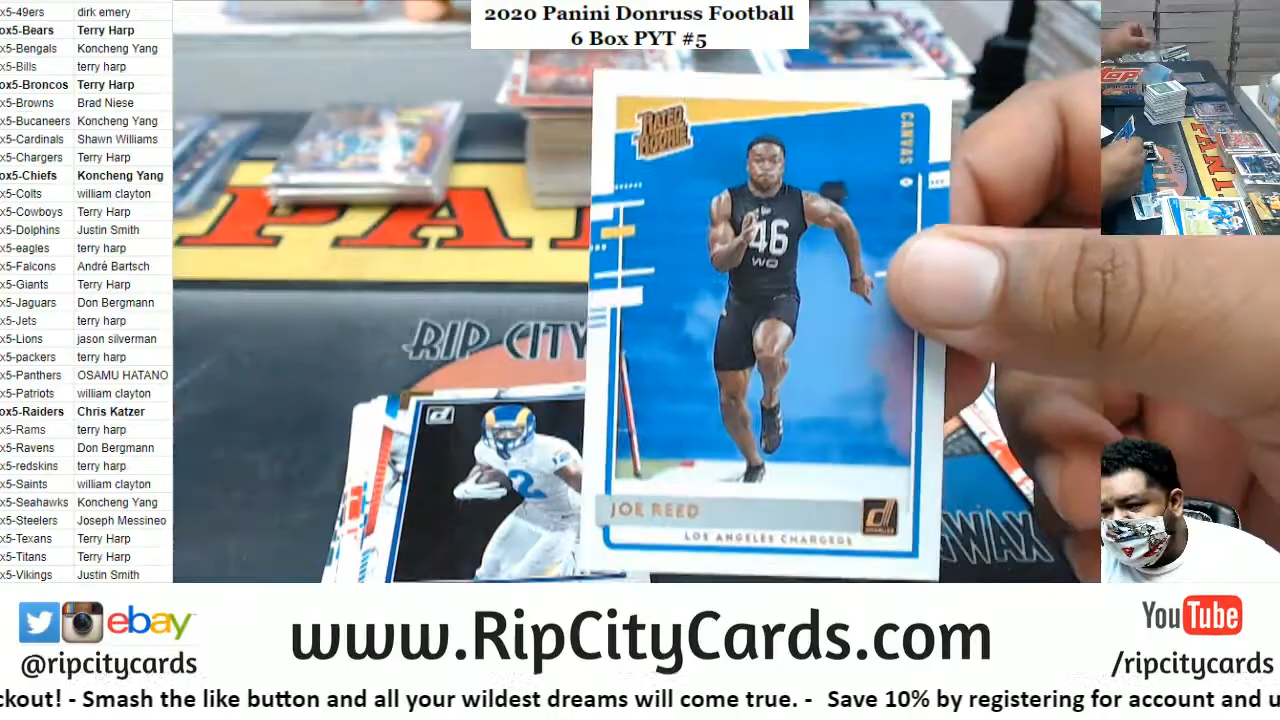 2020 Panini Donruss Football
6 Box PYT #5
x5-49ers dirk emery
ox5-Bears Terry Harp
x5-Bengals Koncheng Yang
x5-Bills terry harp
ox5-Broncos Terry Harp
x5-Browns Brad Niese
x5-Bucaneers Koncheng Yang
x5-Cardinals Shawn Williams
x5-Chargers Terry Harp
ox5-Chiefs Koncheng Yang
x5-Colts william clayton
x5-Cowboys Terry Harp
x5-Dolphins Justin Smith
x5-eagles terry harp
x5-Falcons André Bartsch
x5-Giants Terry Harp
x5-Jaguars Don Bergmann
x5-Jets terry harp
x5-Lions jason silverman
x5-packers terry harp
x5-Panthers OSAMU HATANO
x5-Patriots william clayton
ox5-Raiders Chris Katzer
x5-Rams terry harp
x5-Ravens Don Bergmann
x5-redskins terry harp
x5-Saints william clayton
x5-Seahawks Koncheng Yang
x5-Steelers Joseph Messineo
x5-Texans Terry Harp
x5-Titans Terry Harp
x5-Vikings Justin Smith
RATED
ROOKIE
CANVAS
46
WO
JOE REED
LOS ANGELES CHARGERS
RIP CITY
WAX
2
ebay
@ripcitycards
www.RipCityCards.com
YouTube
/ripcitycards
ckout! - Smash the like button and all your wildest dreams will come true. - Save 10% by registering for account and u